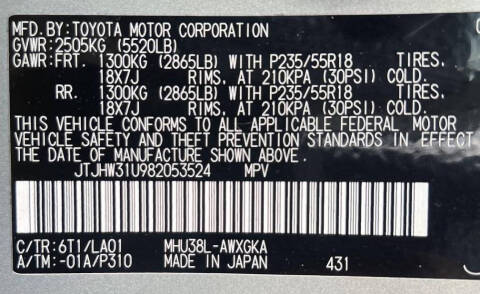 MFD.BY:TOYOTA MOTOR CORPORATION
GVWR:2505KG (5520LB)
GAWR:FRT. 1300KG (2865LB) WITH P235/55R18 TIRES.
18X7J RIMS, AT 210KPA (30PSI) COLD.
RR. 1300KG (2865LB) WITH P235/55R18 TIRES.
18X7J RIMS, AT 210KPA (30PSI) COLD.
THIS VEHICLE CONFORMS TO ALL APPLICABLE FEDERAL MOTOR
VEHICLE SAFETY AND THEFT PREVENTION STANDARDS IN EFFECT
THE DATE OF MANUFACTURE SHOWN ABOVE.
JTJHW31U982053524 MPV
C/TR:6T1/LA01 MHU38L-AWXGKA
A/TM:-01A/P310 MADE IN JAPAN 431